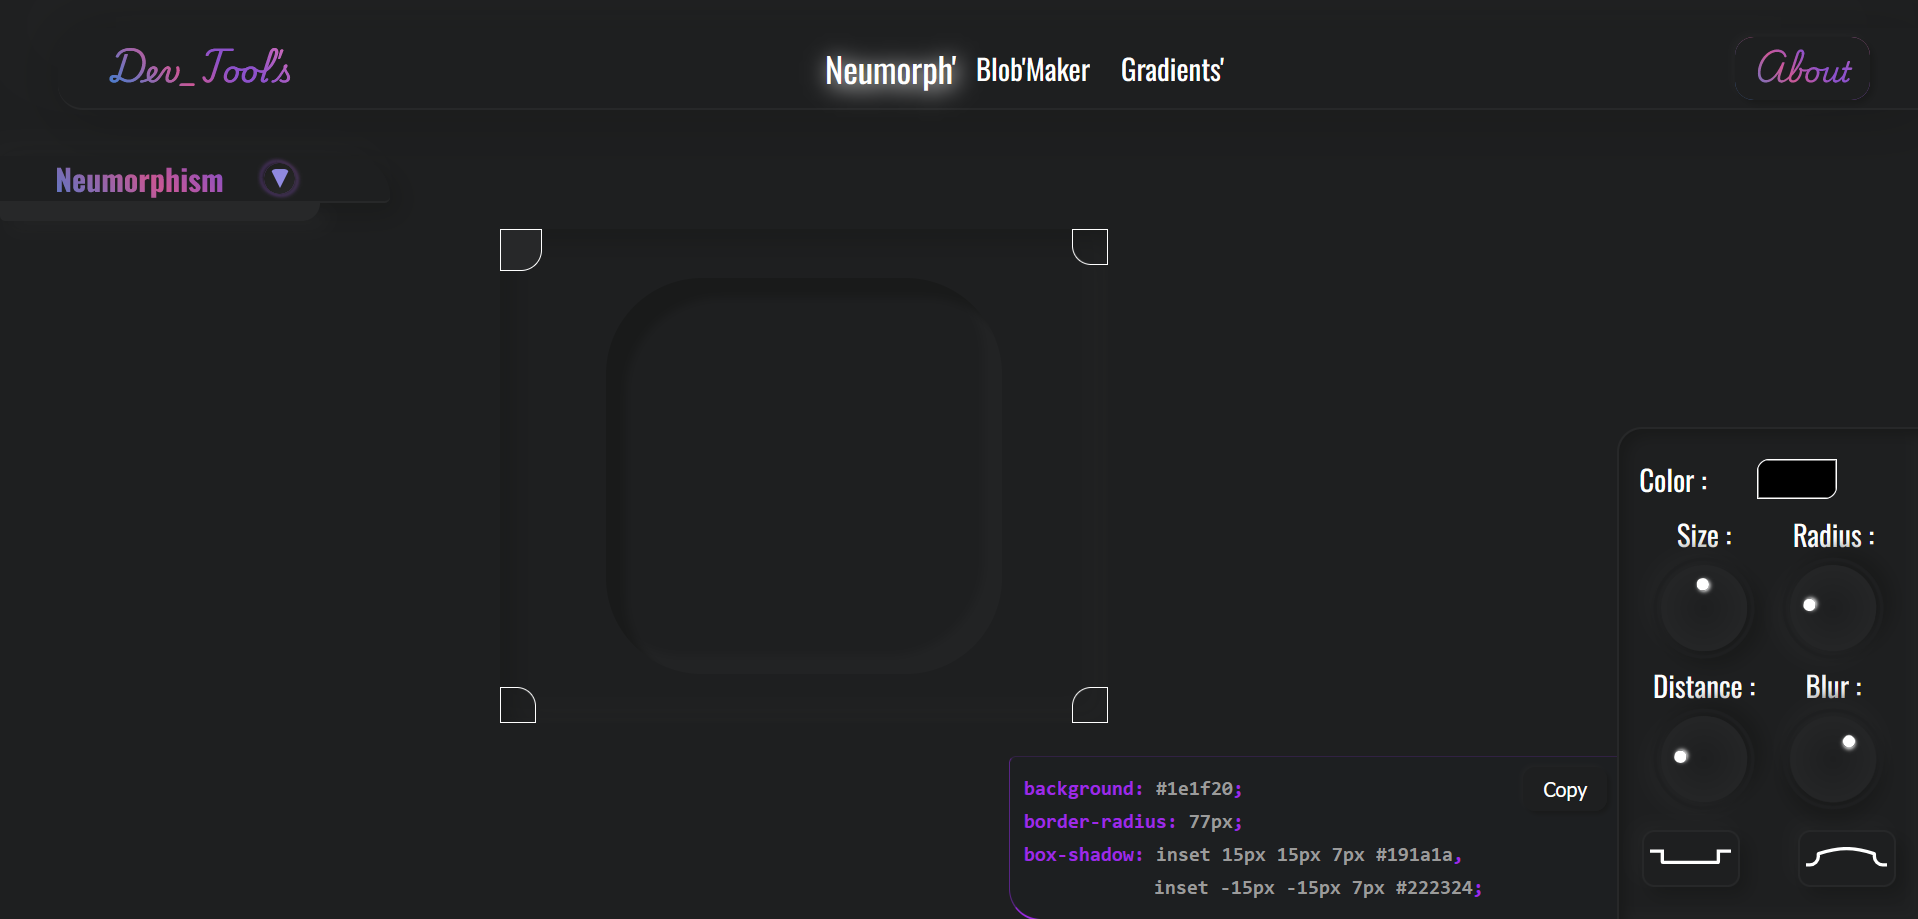 Dev_Tool's
Neumorph' Blob'Maker Gradients'
About
Neumorphism
Color :
Size : Radius :
Distance : Blur :
background: #1e1f20;
Copy
border-radius: 77px;
box-shadow: inset 15px 15px 7px #191a1a,
inset -15px -15px 7px #222324;